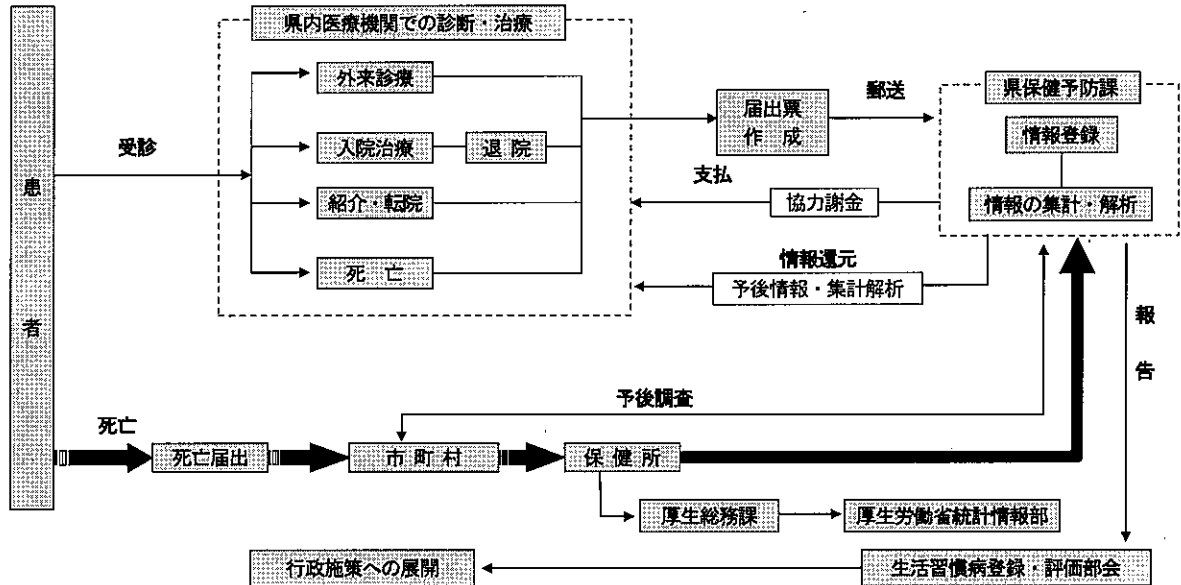 県内医療機関での診断・治療
外来診療
入院治療
退院
紹介・転院
死亡
患
者
受診
届出票
作成
郵送
県保健予防課
情報登録
情報の集計・解析
支払
協力謝金
情報還元
予後情報・集計解析
報
告
予後調査
死亡
死亡届出
市町村
保健所
厚生総務課
厚生労働省統計情報部
行政施策への展開
生活習慣病登録・評価部会